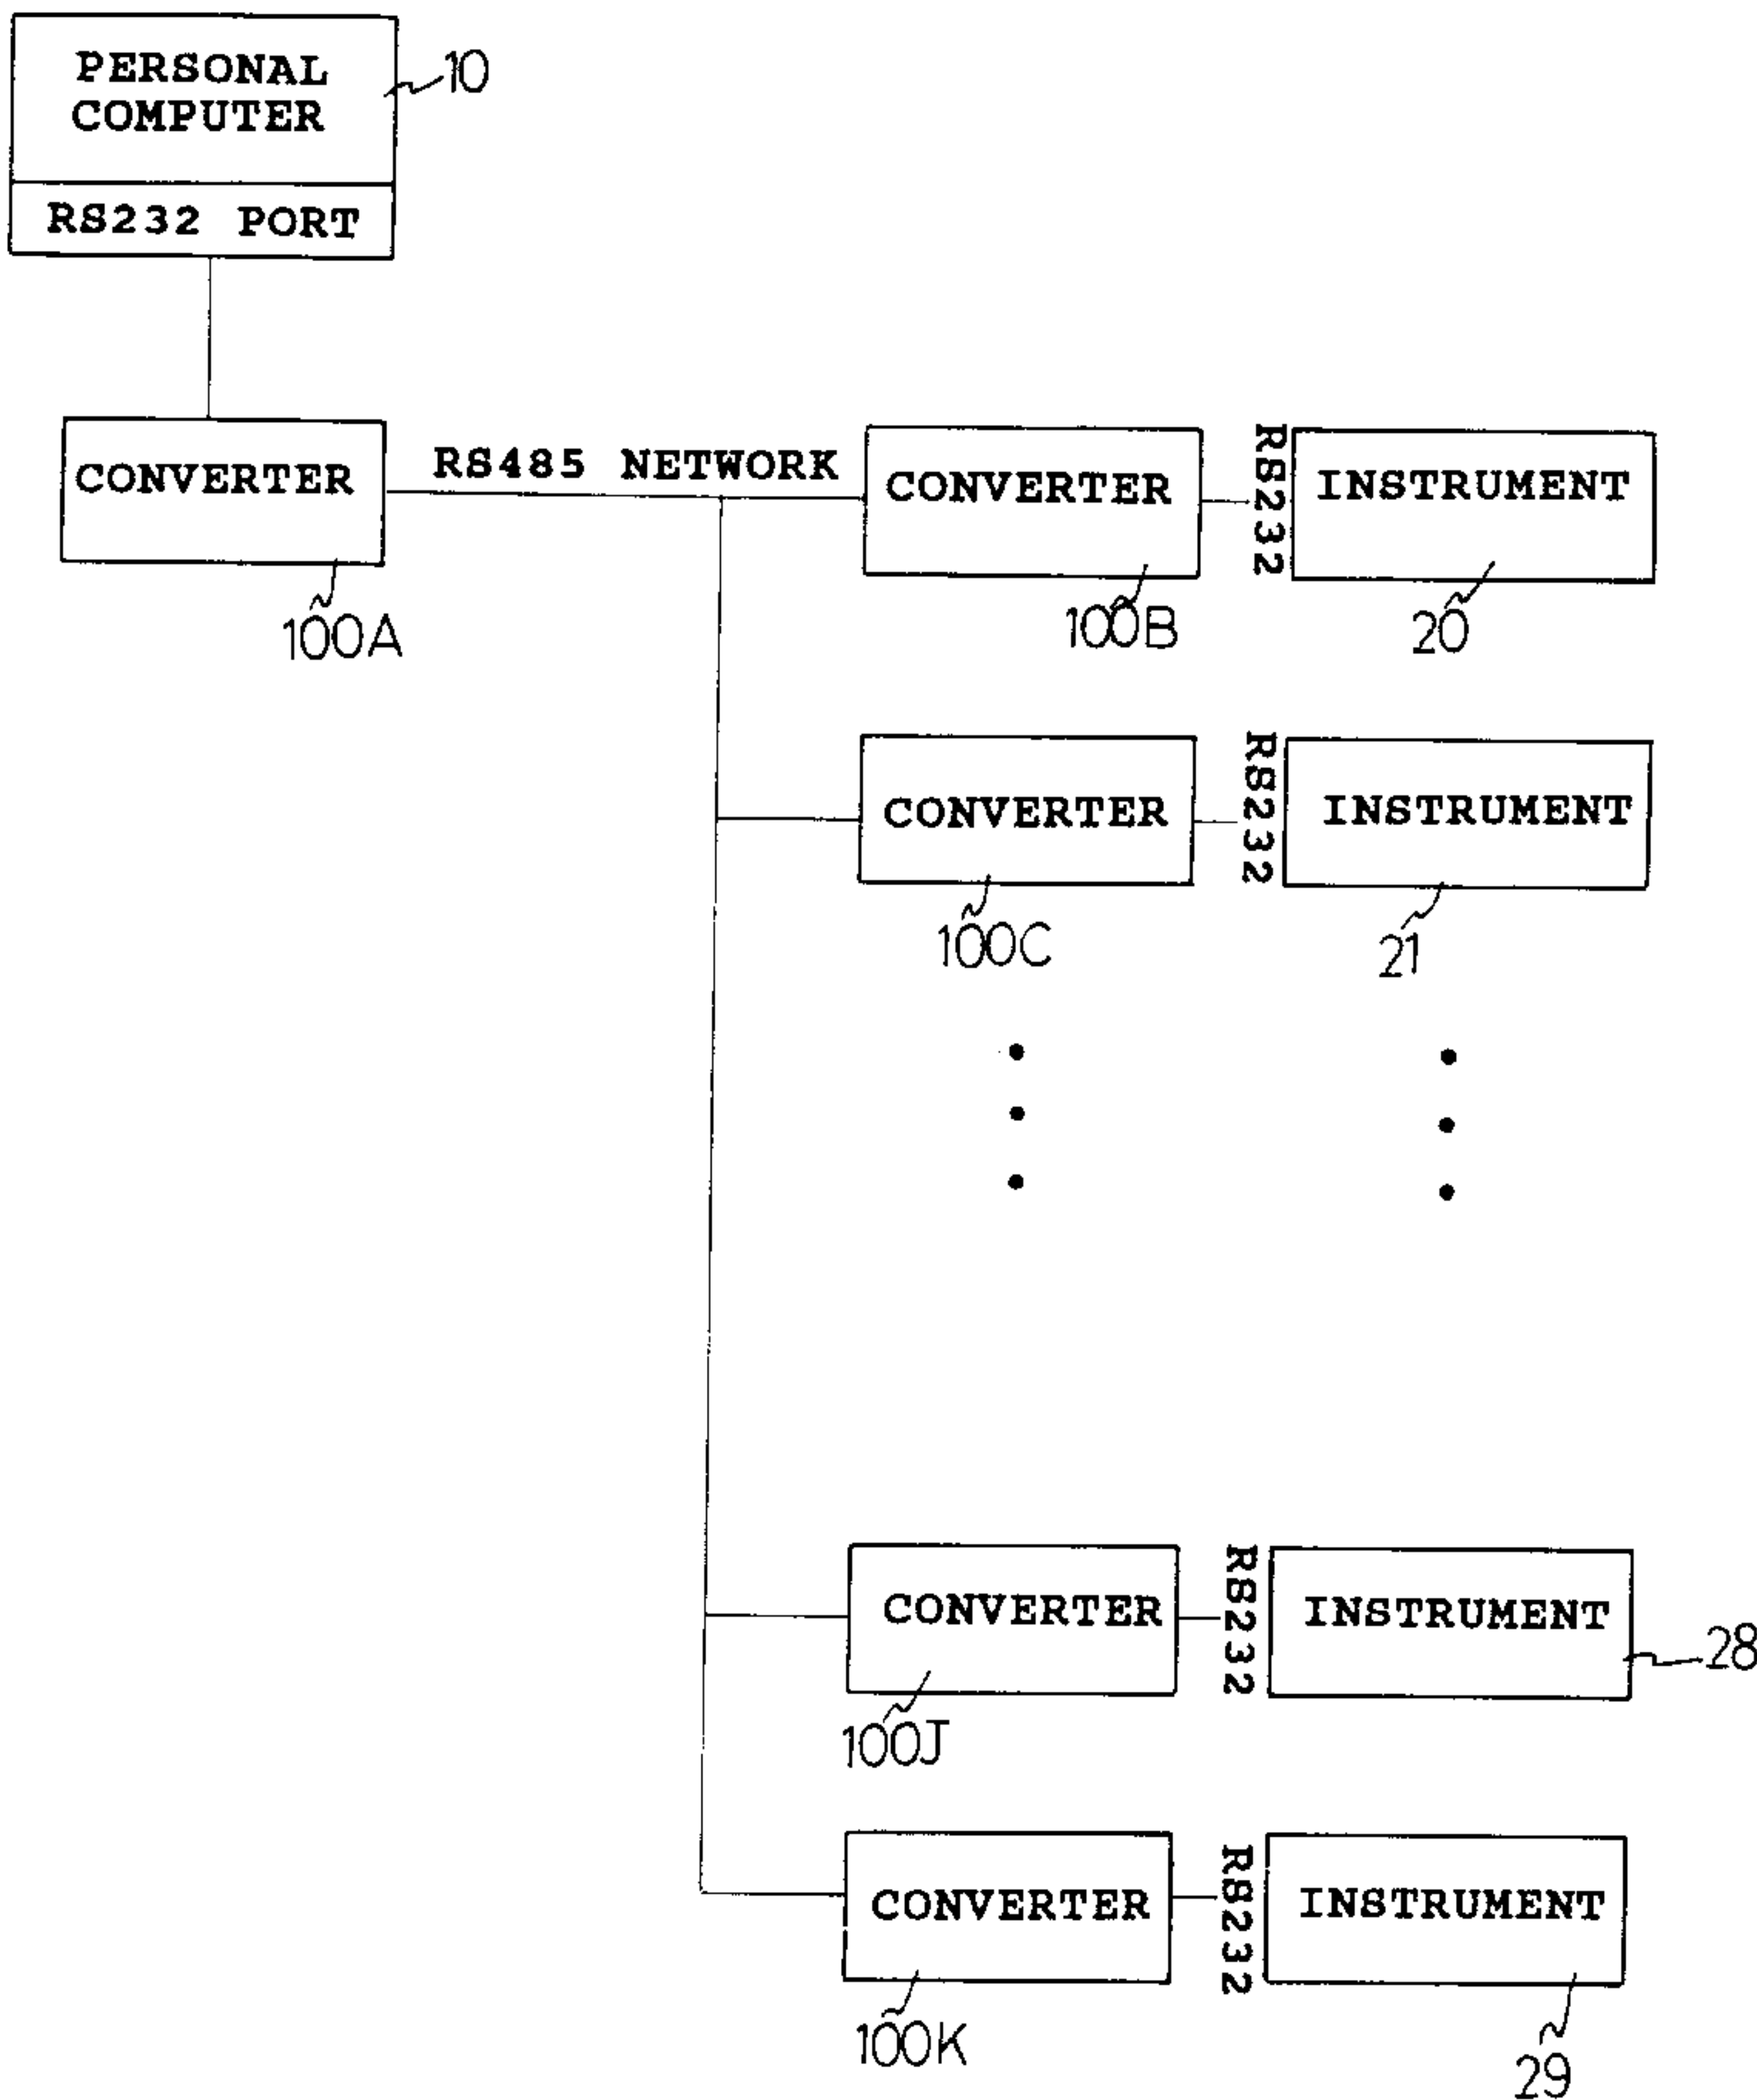 PERSONAL
COMPUTER
10
RS232 PORT
CONVERTER
100A
RS485 NETWORK
CONVERTER
100B
RS232
INSTRUMENT
20
CONVERTER
100C
RS232
INSTRUMENT
21
CONVERTER
100J
RS232
INSTRUMENT
28
CONVERTER
100K
RS232
INSTRUMENT
29